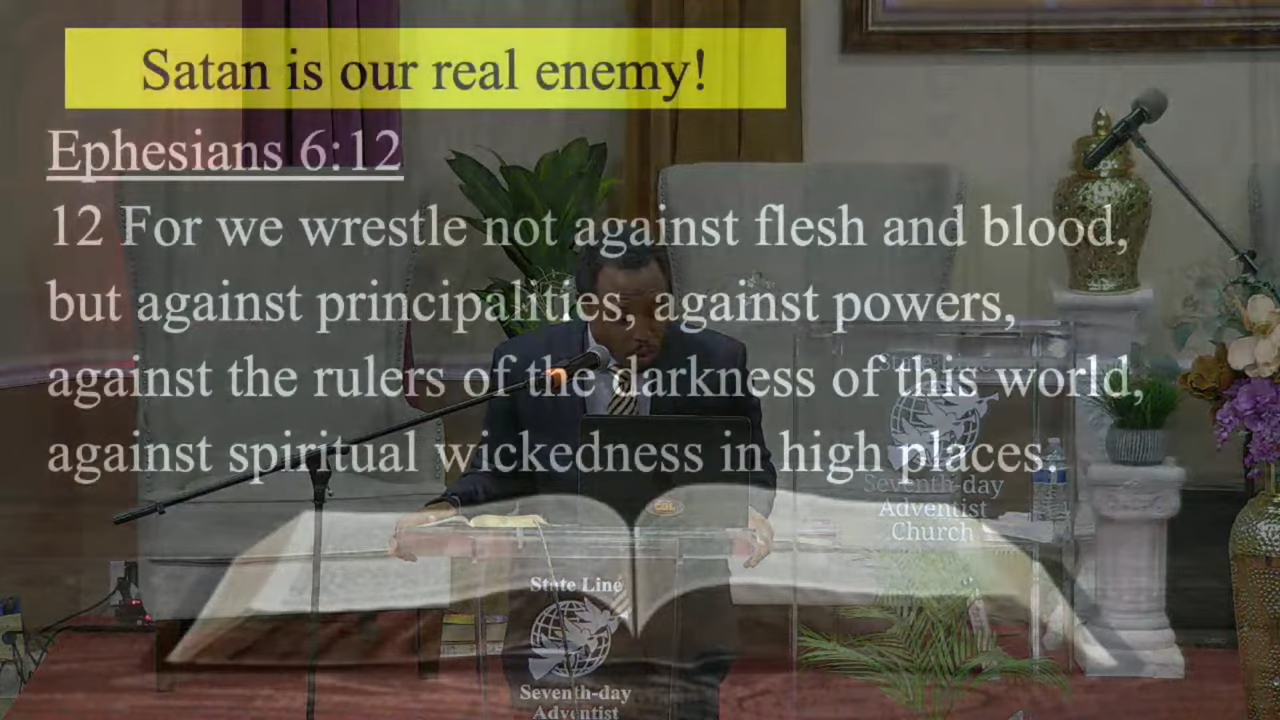 Satan is our real enemy!
Ephesians 6:12
12 For we wrestle not against flesh and blood,
but against principalities, against powers,
against the rulers of the darkness of this world,
against spiritual wickedness in high places.
State Line
Seventh-day
Adventist
Church
State Line
Seventh-day
Adventist